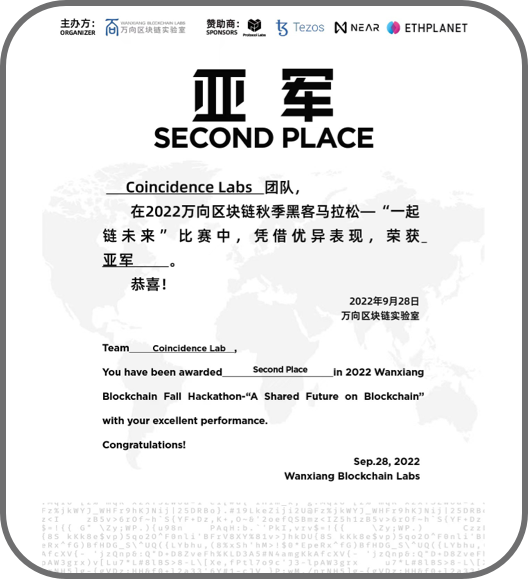 主办方： WANXIANG BLOCKCHAIN LABS 赞助商：
ORGANIZER 万向区块链实验室 SPONSORS Protocol Labs Tezos NEAR ETHPLANET
亚 军
SECOND PLACE
Coincidence Labs 团队，
在2022万向区块链秋季黑客马拉松—“一起
链未来”比赛中，凭借优异表现，荣获_
亚军 。
恭喜！
2022年9月28日
万向区块链实验室
Team Coincidence Lab ,
You have been awarded Second Place in 2022 Wanxiang
Blockchain Fall Hackathon-“A Shared Future on Blockchain”
with your excellent performance.
Congratulations!
Sep.28, 2022
Wanxiang Blockchain Labs